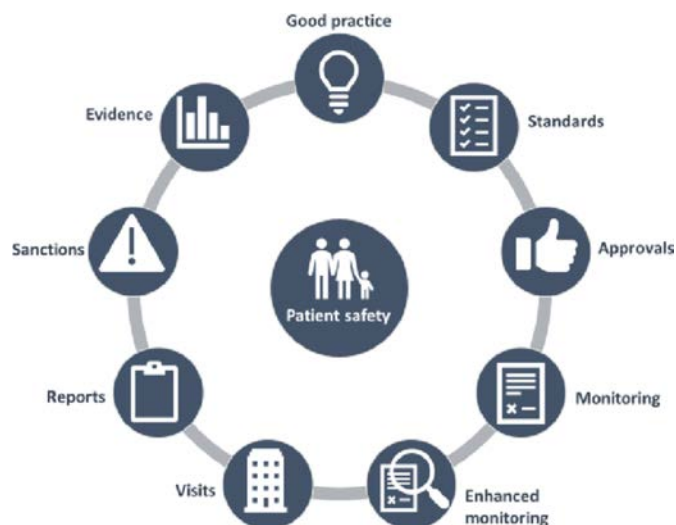 Good practice
Evidence
Standards
Sanctions
Approvals
Patient safety
Reports
Monitoring
Visits
Enhanced
monitoring